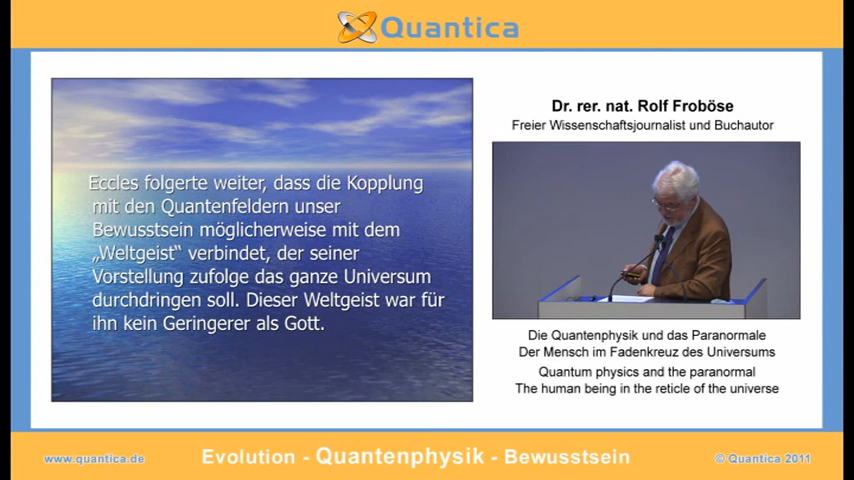 Quantica
Eccles folgerte weiter, dass die Kopplung
mit den Quantenfeldern unser
Bewusstsein möglicherweise mit dem
„Weltgeist“ verbindet, der seiner
Vorstellung zufolge das ganze Universum
durchdringen soll. Dieser Weltgeist war für
ihn kein Geringerer als Gott.
Dr. rer. nat. Rolf Froböse
Freier Wissenschaftsjournalist und Buchautor
Die Quantenphysik und das Paranormale
Der Mensch im Fadenkreuz des Universums
Quantum physics and the paranormal
The human being in the reticle of the universe
www.quantica.de
Evolution - Quantenphysik - Bewusstsein
© Quantica 2011